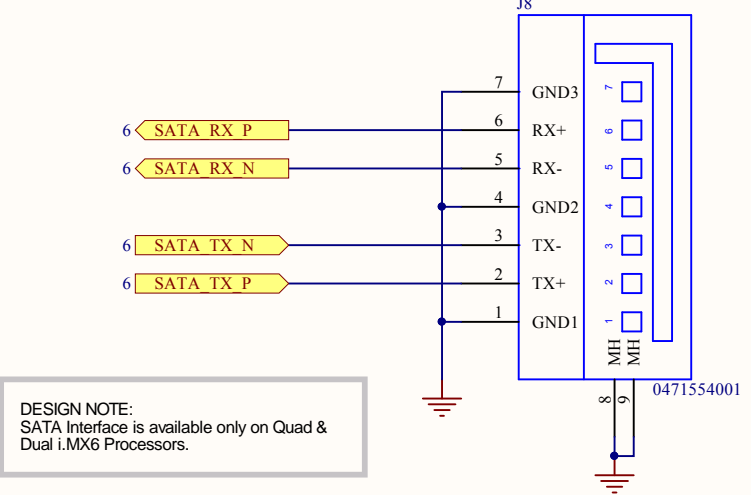 J8
7 GND3 7
6 SATA_RX_P 6 RX+ 6
6 SATA_RX_N 5 RX- 5
4 GND2 4
6 SATA_TX_N 3 TX- 3
6 SATA_TX_P 2 TX+ 2
1 GND1 1
MH MH
8 9
0471554001
DESIGN NOTE:
SATA Interface is available only on Quad &
Dual i.MX6 Processors.